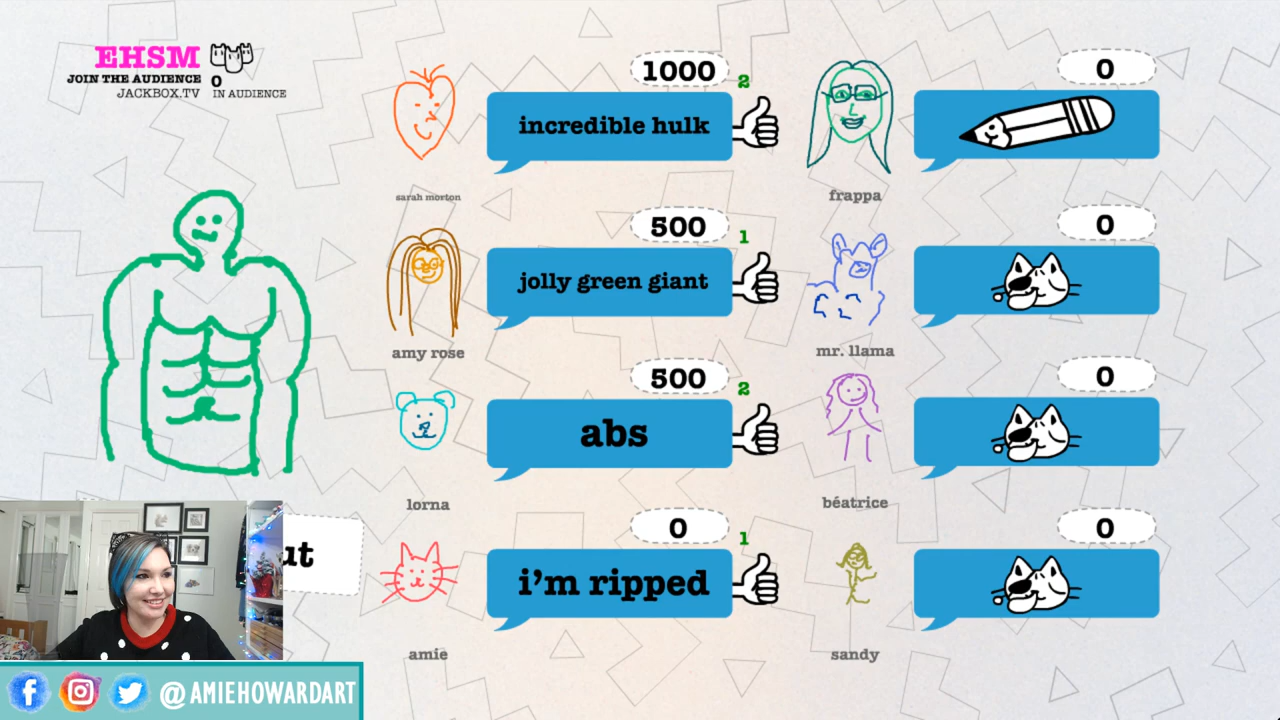 EHSM
JOIN THE AUDIENCE
JACKBOX.TV
0
IN AUDIENCE
1000
2
incredible hulk
sarah morton
0
frappa
500
1
jolly green giant
amy rose
0
mr. llama
500
2
abs
lorna
0
béatrice
0
1
i'm ripped
amie
0
sandy
ut
@AMIEHOWARDART